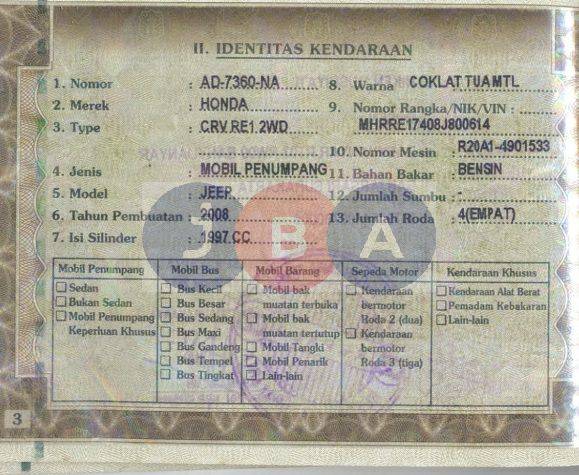 II. IDENTITAS KENDARAAN
1. Nomor : AD-7360-NA
2. Merek : HONDA
3. Type : CRV RE1.2WD
4. Jenis : MOBIL PENUMPANG
5. Model : JEEP
6. Tahun Pembuatan : 2008
7. Isi Silinder : 1997 CC
8. Warna COKLAT TUAMTL
9. Nomor Rangka/NIK/VIN :
MHRRE17408J800614
10. Nomor Mesin : R20A1-4901533
11. Bahan Bakar : BENSIN
12. Jumlah Sumbu : -
13. Jumlah Roda : 4(EMPAT)
JBA
Mobil Penumpang
Sedan
Bukan Sedan
Mobil Penumpang
Keperluan Khusus
Mobil Bus
Bus Kecil
Bus Besar
Bus Sedang
Bus Maxi
Bus Gandeng
Bus Tempel
Bus Tingkat
Mobil Barang
Mobil bak
muatan terbuka
Mobil bak
muatan tertutup
Mobil Tangki
Mobil Penarik
Lain-lain
Sepeda Motor
Kendaraan
bermotor
Roda 2 (dua)
Kendaraan
bermotor
Roda 3 (tiga)
Kendaraan Khusus
Kendaraan Alat Berat
Pemadam Kebakaran
Lain-lain
3